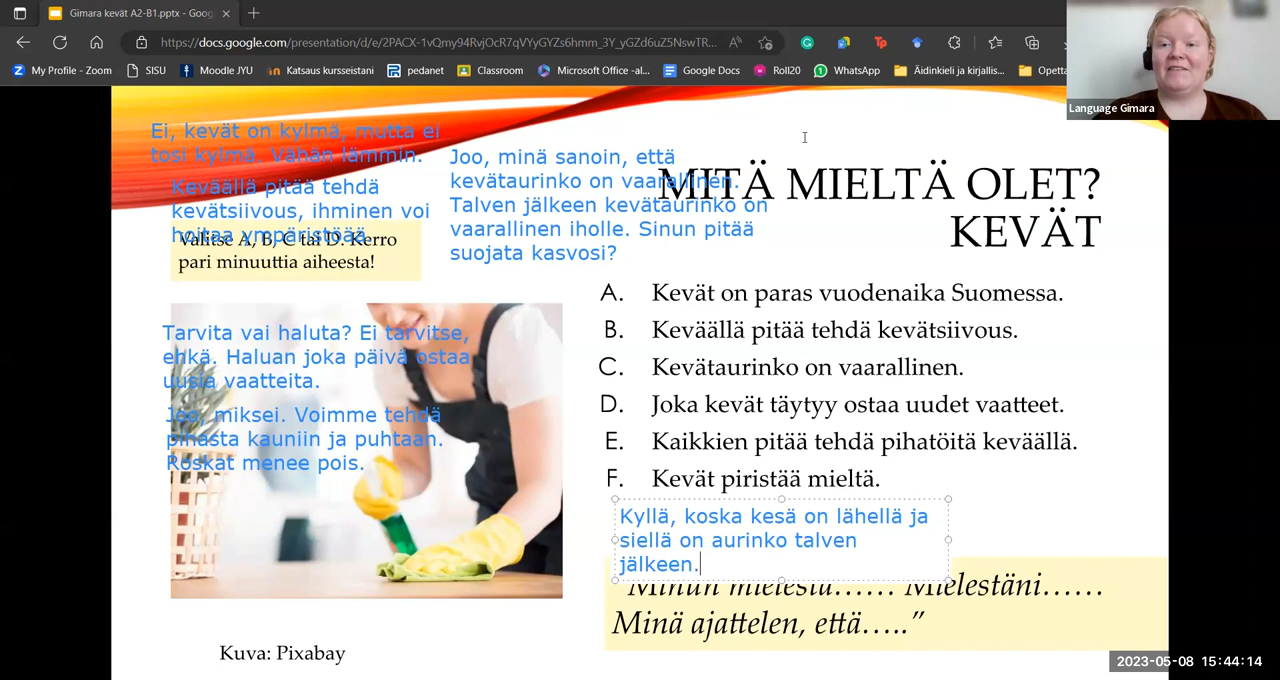 Gimara kevät A2-B1.pptx - Goog
https://docs.google.com/presentation/d/e/2PACX-1vQmy94RvjOcR7qVYyGYZs6hmm_3Y_yGZd6uZ5NswTR...
My Profile - Zoom SISU Moodle JYU Katsaus kursseistani pedanet Classroom Microsoft Office -al... Google Docs Roll20 WhatsApp Äidinkieli ja kirjallis... Opetta
Language Gimara
Ei, kevät on kylmä, mutta ei
tosi kylmä. Vähän lämmin.
Keväällä pitää tehdä
kevätsiivous, ihminen voi
hoitaa ympäristöää
Valitse A, B, C tai D. Kerro
pari minuuttia aiheesta!
Joo, minä sanoin, että
kevätaurinko on vaarallinen.
Talven jälkeen kevätaurinko on
vaarallinen iholle. Sinun pitää
suojata kasvosi?
MITÄ MIELTÄ OLET?
KEVÄT
Tarvita vai haluta? Ei tarvitse,
ehkä. Haluan joka päivä ostaa
uusia vaatteita.
Joo, miksei. Voimme tehdä
pihasta kauniin ja puhtaan.
Roskat menee pois.
A. Kevät on paras vuodenaika Suomessa.
B. Keväällä pitää tehdä kevätsiivous.
C. Kevätaurinko on vaarallinen.
D. Joka kevät täytyy ostaa uudet vaatteet.
E. Kaikkien pitää tehdä pihatöitä keväällä.
F. Kevät piristää mieltä.
Kyllä, koska kesä on lähellä ja
siellä on aurinko talven
jälkeen.
"Minun mielestä...... Mielestäni......
Minä ajattelen, että....."
Kuva: Pixabay
2023-05-08 15:44:14